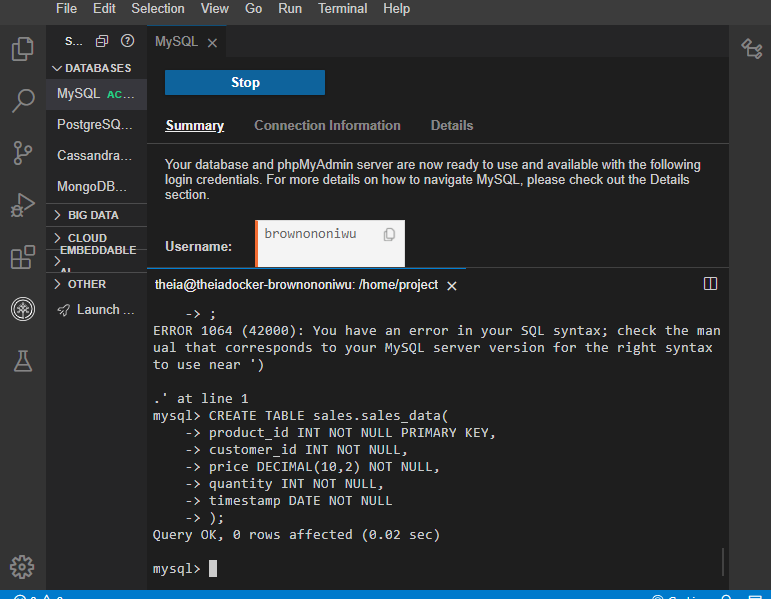 File Edit Selection View Go Run Terminal Help
S...
MySQL
DATABASES
MySQL AC...
PostgreSQ...
Cassandra...
MongoDB...
BIG DATA
CLOUD
EMBEDDABLE
AI
OTHER
Launch ...
Stop
Summary Connection Information Details
Your database and phpMyAdmin server are now ready to use and available with the following
login credentials. For more details on how to navigate MySQL, please check out the Details
section.
Username: brownononiwu
theia@theiadocker-brownononiwu: /home/project
-> ;
ERROR 1064 (42000): You have an error in your SQL syntax; check the man
ual that corresponds to your MySQL server version for the right syntax
to use near ')
.' at line 1
mysql> CREATE TABLE sales.sales_data(
-> product_id INT NOT NULL PRIMARY KEY,
-> customer_id INT NOT NULL,
-> price DECIMAL(10,2) NOT NULL,
-> quantity INT NOT NULL,
-> timestamp DATE NOT NULL
-> );
Query OK, 0 rows affected (0.02 sec)
mysql>